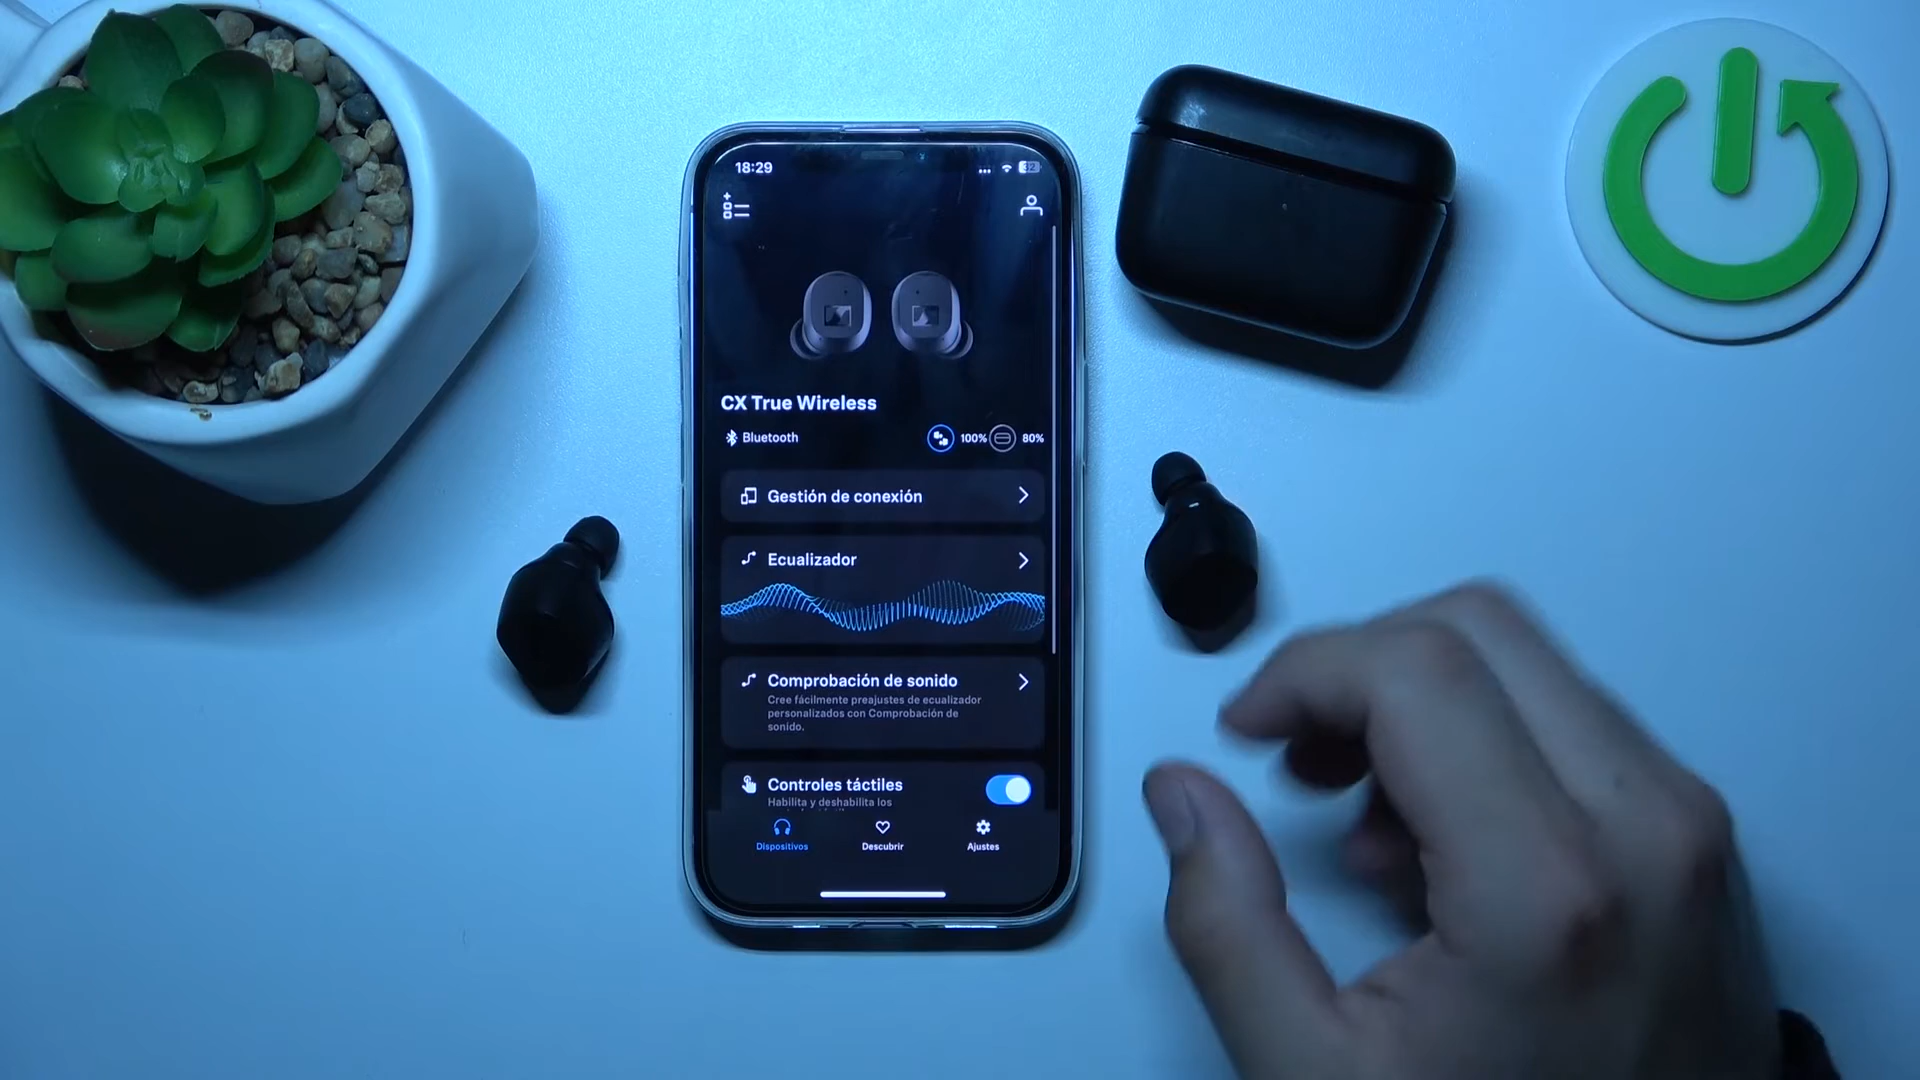 18:29
32
CX True Wireless
Bluetooth
100%
80%
Gestión de conexión
Ecualizador
Comprobación de sonido
Cree fácilmente preajustes de ecualizador
personalizados con Comprobación de
sonido.
Controles táctiles
Habilita y deshabilita los
Dispositivos
Descubrir
Ajustes